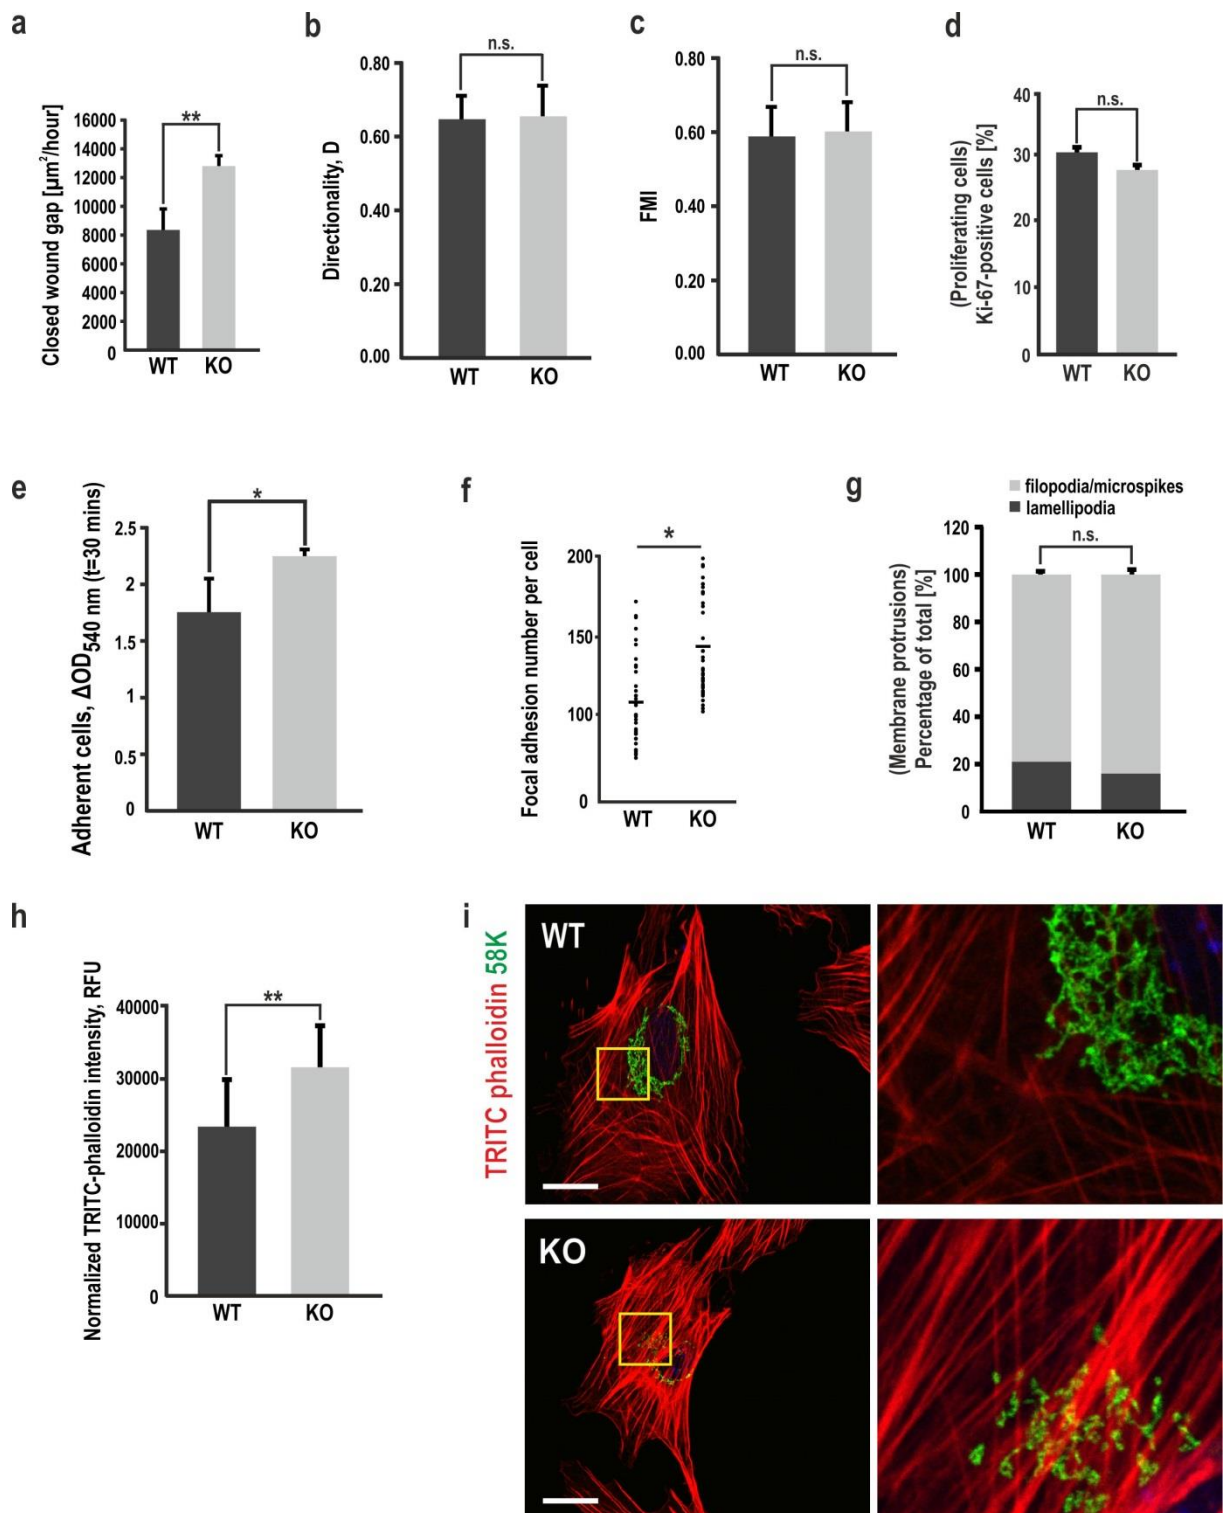 a
Closed wound gap [µm²/hour]
16000
14000
12000
10000
8000
6000
4000
2000
0
**
WT KO
b
Directionality, D
0.80
0.60
0.40
0.20
0.00
n.s.
WT KO
c
FMI
0.80
0.60
0.40
0.20
0.00
n.s.
WT KO
d
(Proliferating cells)
Ki-67-positive cells [%]
40
30
20
10
0
n.s.
WT KO
e
Adherent cells, ΔOD540 nm (t=30 mins)
2.5
2
1.5
1
0.5
0
*
WT KO
f
Focal adhesion number per cell
200
150
100
0
*
WT KO
g
filopodia/microspikes
lamellipodia
(Membrane protrusions)
Percentage of total [%]
120
100
80
60
40
20
0
n.s.
WT KO
h
Normalized TRITC-phalloidin intensity, RFU
40000
30000
20000
10000
0
**
WT KO
i
TRITC phalloidin 58K
WT
KO